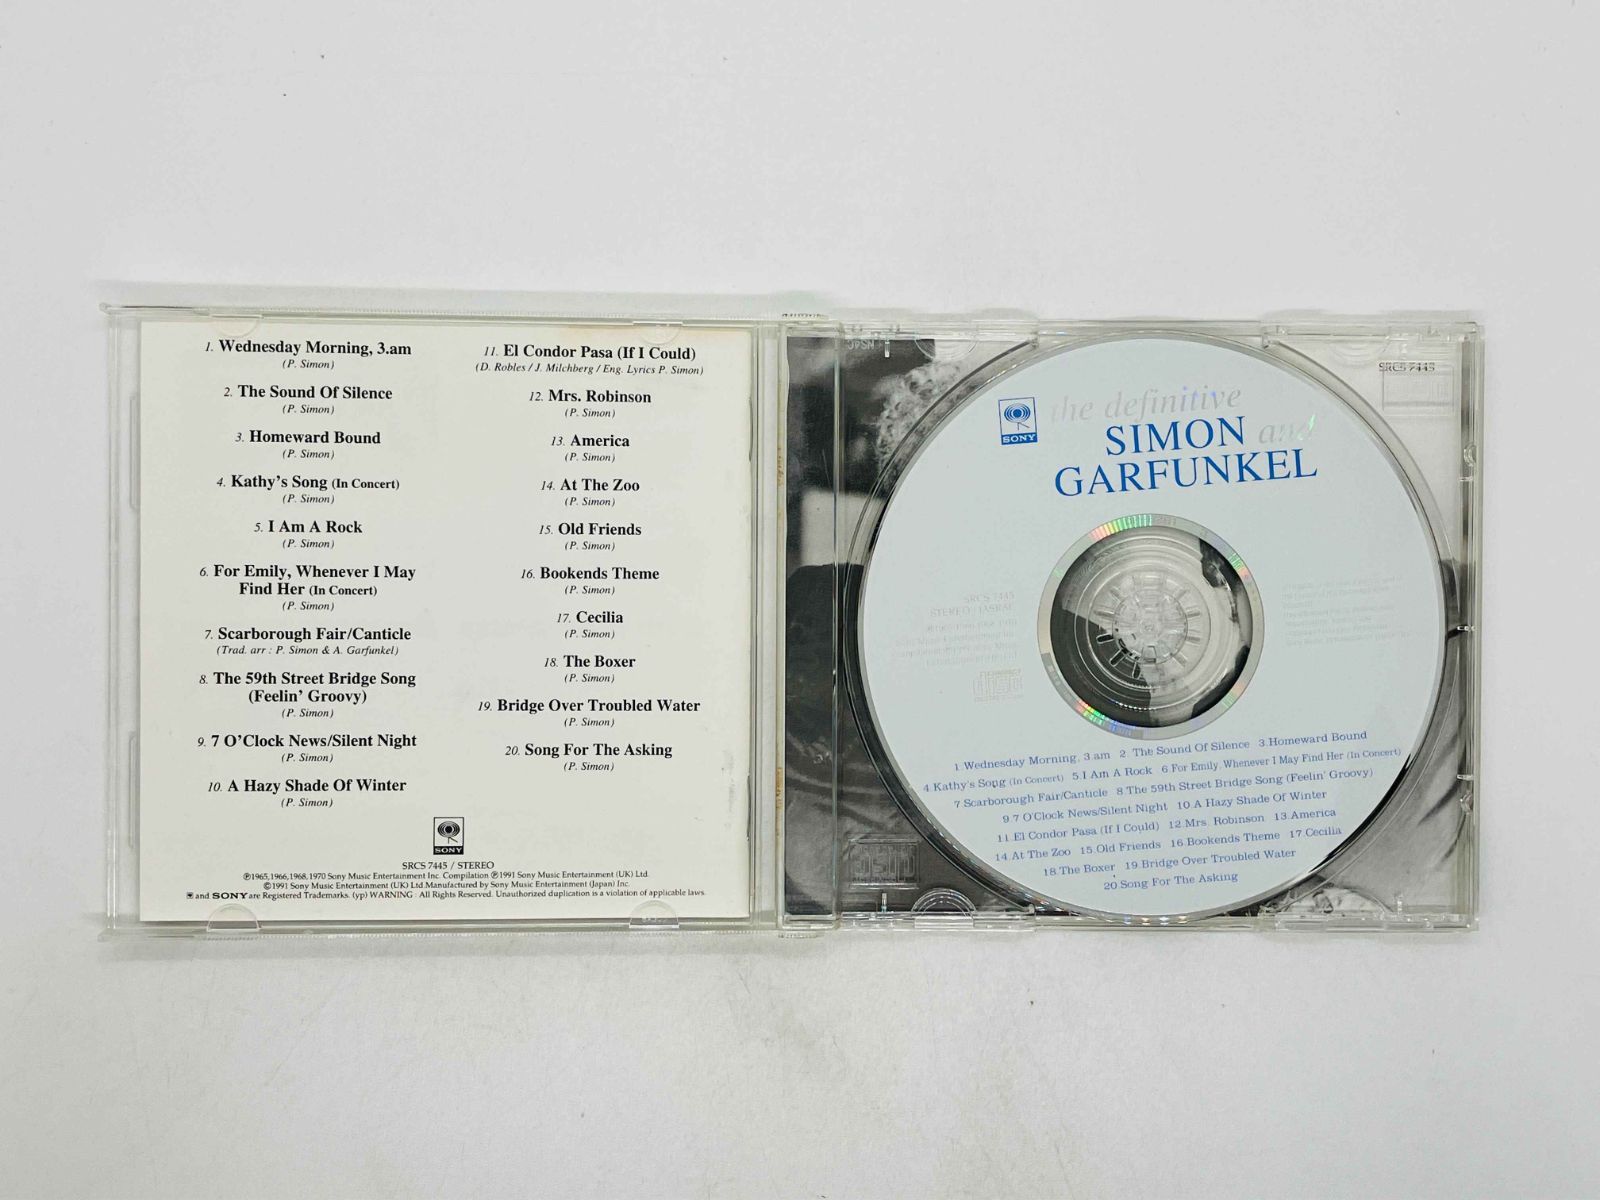 1. Wednesday Morning, 3.am
(P. Simon)
2. The Sound Of Silence
(P. Simon)
3. Homeward Bound
(P. Simon)
4. Kathy's Song (In Concert)
(P. Simon)
5. I Am A Rock
(P. Simon)
6. For Emily, Whenever I May
Find Her (In Concert)
(P. Simon)
7. Scarborough Fair/Canticle
(Trad. arr : P. Simon & A. Garfunkel)
8. The 59th Street Bridge Song
(Feelin' Groovy)
(P. Simon)
9. 7 O'Clock News/Silent Night
(P. Simon)
10. A Hazy Shade Of Winter
(P. Simon)
11. El Condor Pasa (If I Could)
(D. Robles / J. Milchberg / Eng. Lyrics P. Simon)
12. Mrs. Robinson
(P. Simon)
13. America
(P. Simon)
14. At The Zoo
(P. Simon)
15. Old Friends
(P. Simon)
16. Bookends Theme
(P. Simon)
17. Cecilia
(P. Simon)
18. The Boxer
(P. Simon)
19. Bridge Over Troubled Water
(P. Simon)
20. Song For The Asking
(P. Simon)
SONY
SRCS 7445 / STEREO
℗1965,1966,1968,1970 Sony Music Entertainment Inc. Compilation ℗1991 Sony Music Entertainment (UK) Ltd.
©1991 Sony Music Entertainment (UK) Ltd.Manufactured by Sony Music Entertainment (Japan) Inc.
and SONY are Registered Trademarks. (yp) WARNING : All Rights Reserved. Unauthorized duplication is a violation of applicable laws.
SRCS 7445
SONY
the definitive
SIMON and
GARFUNKEL
SRCS 7445
STEREO / JASRAC
disc
1.Wednesday Morning, 3.am 2. The Sound Of Silence 3.Homeward Bound
4.Kathy's Song (In Concert) 5.I Am A Rock 6.For Emily, Whenever I May Find Her (In Concert)
7.Scarborough Fair/Canticle 8.The 59th Street Bridge Song (Feelin' Groovy)
9.7 O'Clock News/Silent Night 10.A Hazy Shade Of Winter
11.El Condor Pasa (If I Could) 12.Mrs. Robinson 13.America
14.At The Zoo 15.Old Friends 16.Bookends Theme 17.Cecilia
18.The Boxer 19.Bridge Over Troubled Water
20.Song For The Asking